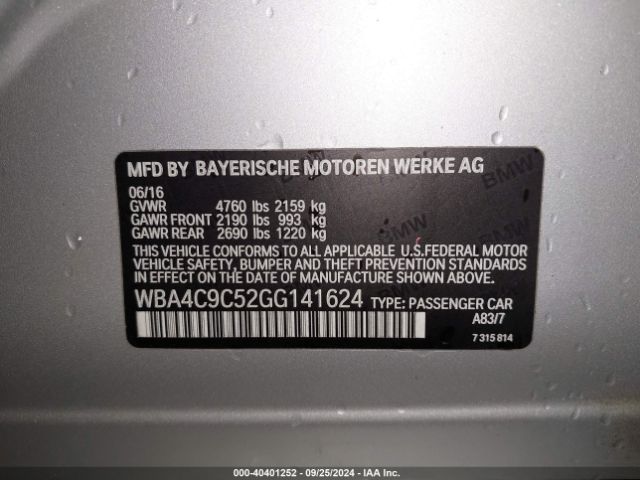 MFD BY BAYERISCHE MOTOREN WERKE AG
06/16
GVWR 4760 lbs 2159 kg
GAWR FRONT 2190 lbs 993 kg
GAWR REAR 2690 lbs 1220 kg
THIS VEHICLE CONFORMS TO ALL APPLICABLE U.S.FEDERAL MOTOR
VEHICLE SAFETY, BUMPER AND THEFT PREVENTION STANDARDS
IN EFFECT ON THE DATE OF MANUFACTURE SHOWN ABOVE.
WBA4C9C52GG141624 TYPE: PASSENGER CAR
A83/7
7 315 814
BMW
BMW
BMW
000-40401252 - 09/25/2024 - IAA Inc.